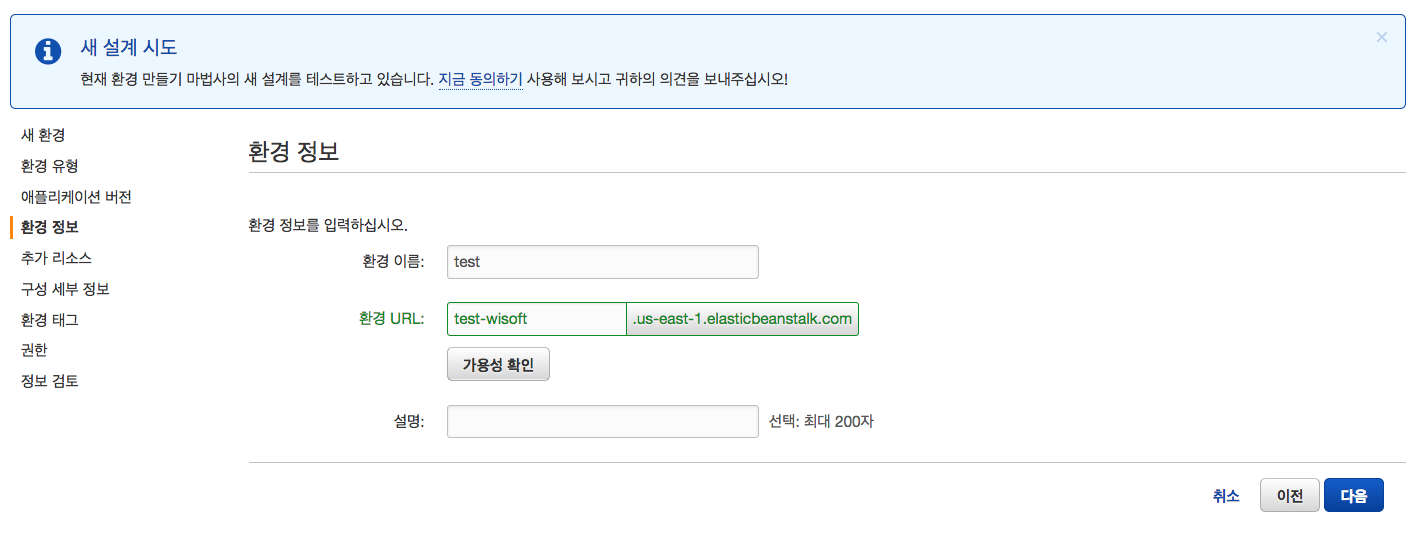 새 설계 시도
현재 환경 만들기 마법사의 새 설계를 테스트하고 있습니다. 지금 동의하기 사용해 보시고 귀하의 의견을 보내주십시오!
새 환경
환경 유형
애플리케이션 버전
환경 정보
추가 리소스
구성 세부 정보
환경 태그
권한
정보 검토
환경 정보
환경 정보를 입력하십시오.
환경 이름: test
환경 URL: test-wisoft .us-east-1.elasticbeanstalk.com
가용성 확인
설명: 선택: 최대 200자
취소 이전 다음